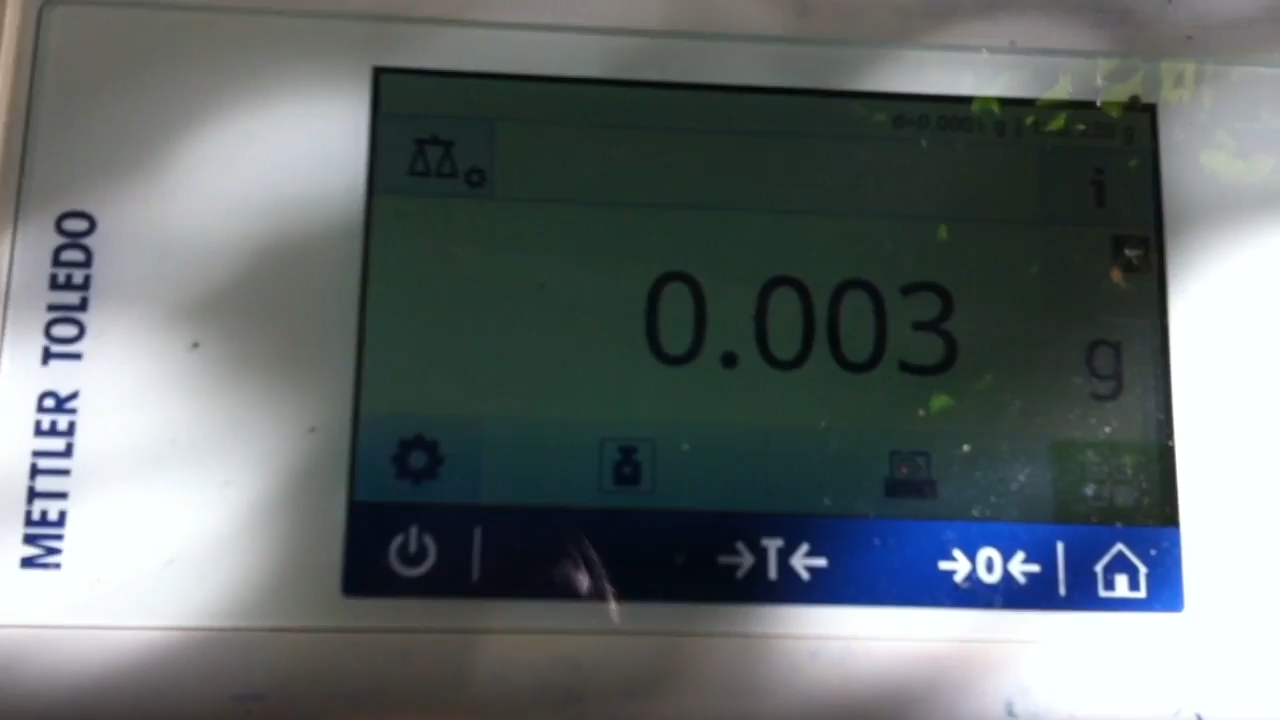 METTLER TOLEDO
i
0.003 g
→T←
→0←